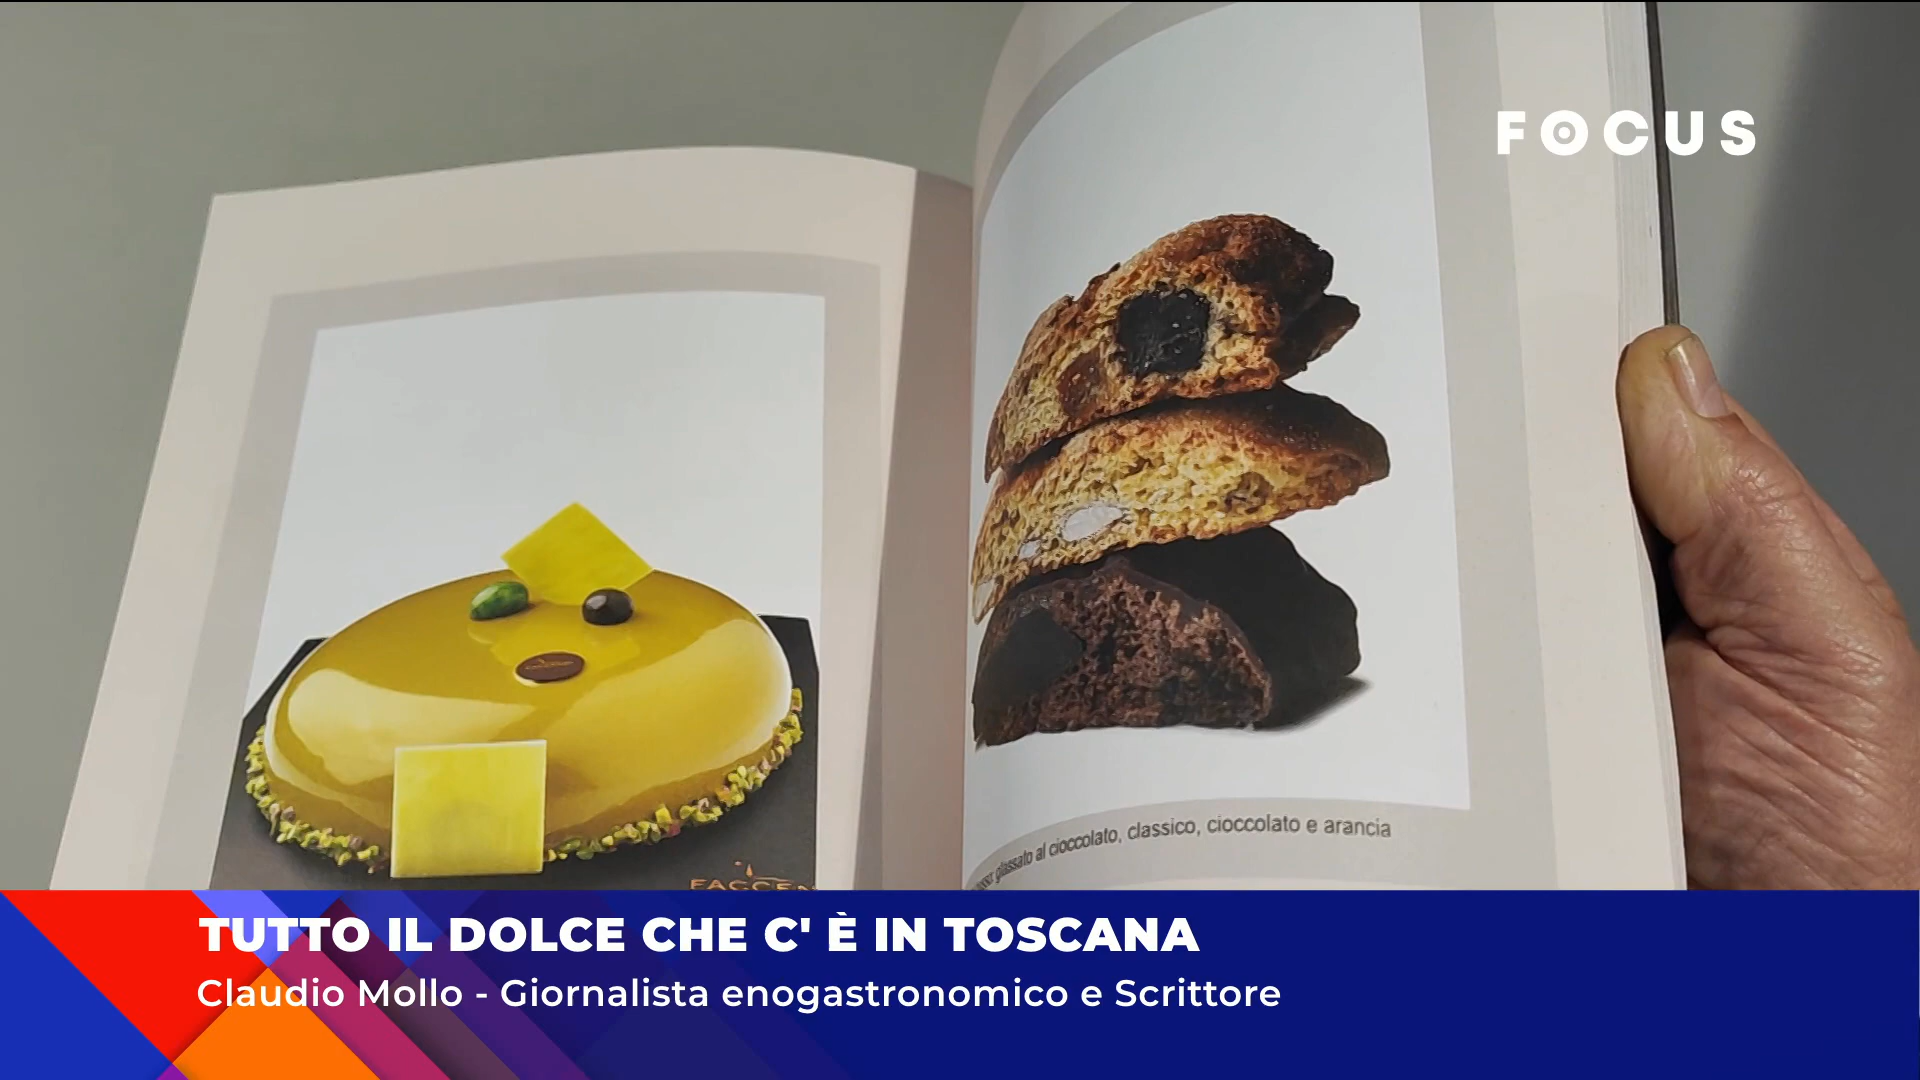 FOCUS
glassato al cioccolato, classico, cioccolato e arancia
TUTTO IL DOLCE CHE C' È IN TOSCANA
Claudio Mollo - Giornalista enogastronomico e Scrittore